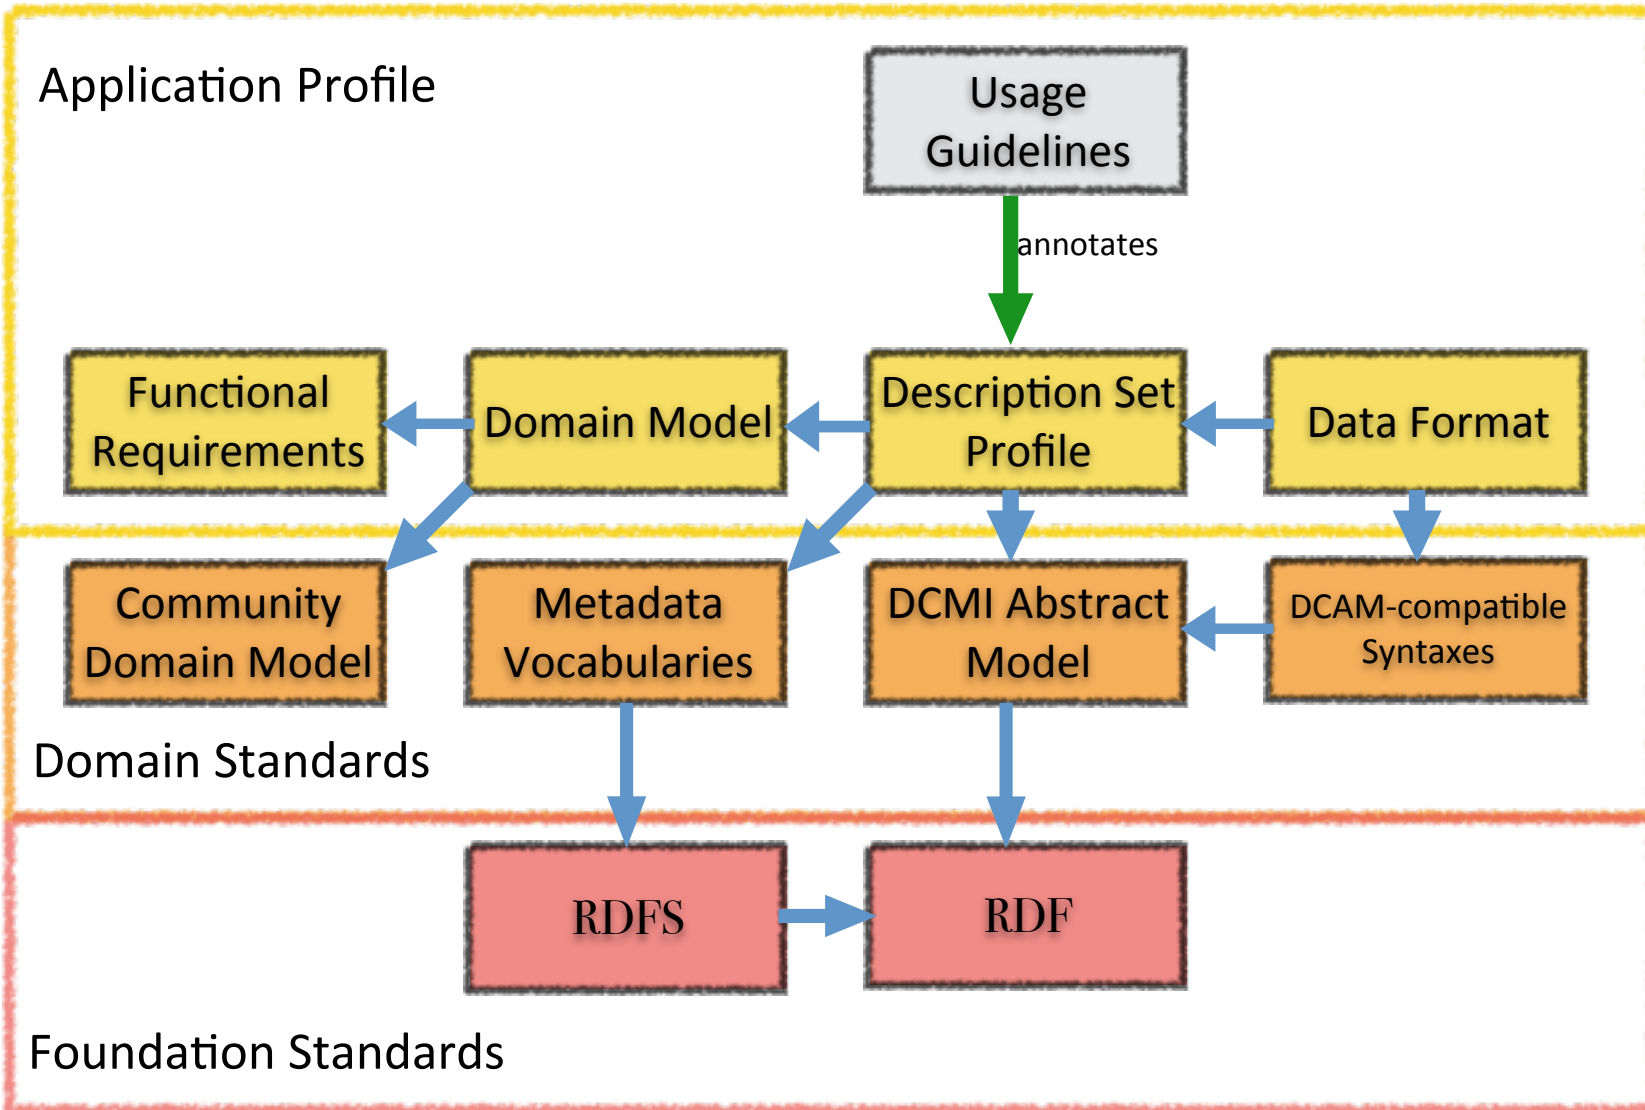 Application Profile
Usage
Guidelines
annotates
Functional
Requirements
Domain Model
Description Set
Profile
Data Format
Community
Domain Model
Metadata
Vocabularies
DCMI Abstract
Model
DCAM-compatible
Syntaxes
Domain Standards
RDFS
RDF
Foundation Standards